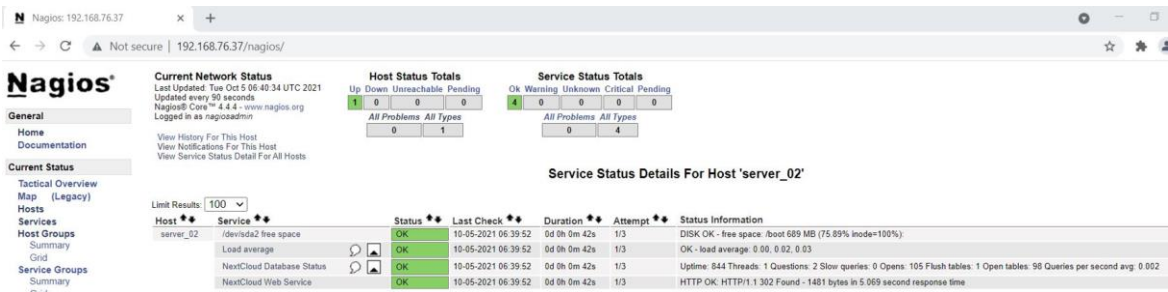 Nagios: 192.168.76.37
Not secure | 192.168.76.37/nagios/
Nagios®
General
Home
Documentation
Current Status
Tactical Overview
Map (Legacy)
Hosts
Services
Host Groups
Summary
Grid
Service Groups
Summary
Current Network Status
Last Updated: Tue Oct 5 06:40:34 UTC 2021
Updated every 90 seconds
Nagios® Core™ 4.4.4 - www.nagios.org
Logged in as nagiosadmin
View History For This Host
View Notifications For This Host
View Service Status Detail For All Hosts
Host Status Totals
Up Down Unreachable Pending
1 0 0 0
All Problems All Types
0 1
Service Status Totals
Ok Warning Unknown Critical Pending
4 0 0 0 0
All Problems All Types
0 4
Service Status Details For Host 'server_02'
Limit Results: 100
Host Service Status Last Check Duration Attempt Status Information
server_02 /dev/sda2 free space OK 10-05-2021 06:39:52 0d 0h 0m 42s 1/3 DISK OK - free space: /boot 689 MB (75.89% inode=100%):
Load average OK 10-05-2021 06:39:52 0d 0h 0m 42s 1/3 OK - load average: 0.00, 0.02, 0.03
NextCloud Database Status OK 10-05-2021 06:39:52 0d 0h 0m 42s 1/3 Uptime: 844 Threads: 1 Questions: 2 Slow queries: 0 Opens: 105 Flush tables: 1 Open tables: 98 Queries per second avg: 0.002
NextCloud Web Service OK 10-05-2021 06:39:52 0d 0h 0m 42s 1/3 HTTP OK: HTTP/1.1 302 Found - 1481 bytes in 5.069 second response time